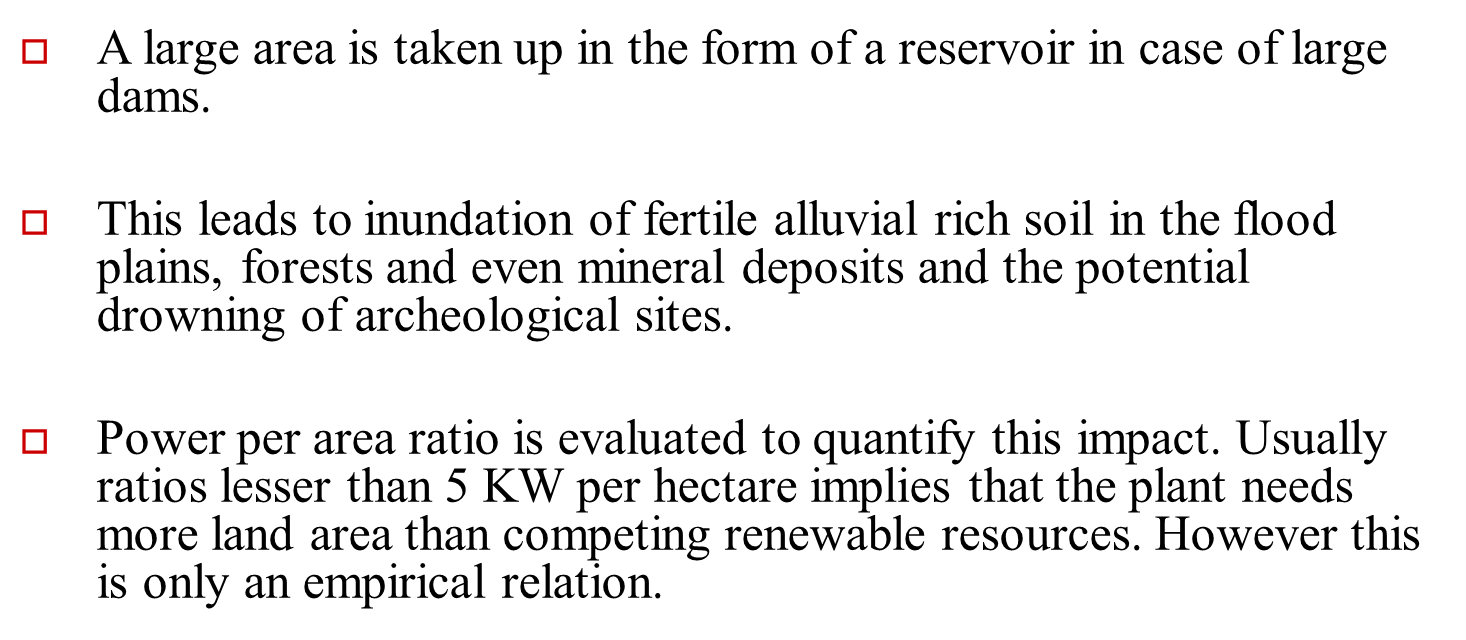 A large area is taken up in the form of a reservoir in case of large
dams.
This leads to inundation of fertile alluvial rich soil in the flood
plains, forests and even mineral deposits and the potential
drowning of archeological sites.
Power per area ratio is evaluated to quantify this impact. Usually
ratios lesser than 5 KW per hectare implies that the plant needs
more land area than competing renewable resources. However this
is only an empirical relation.